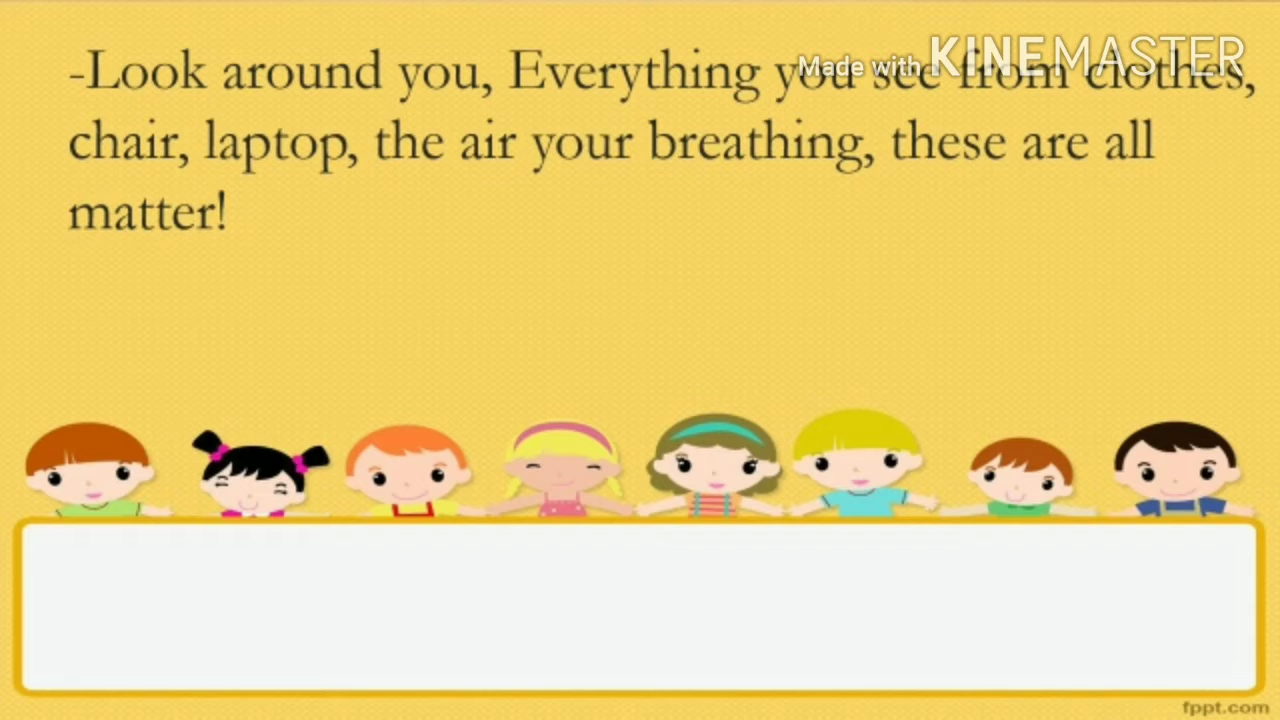 -Look around you, Everything you see from clothes,
Made with KINEMASTER
chair, laptop, the air your breathing, these are all
matter!
fppt.com